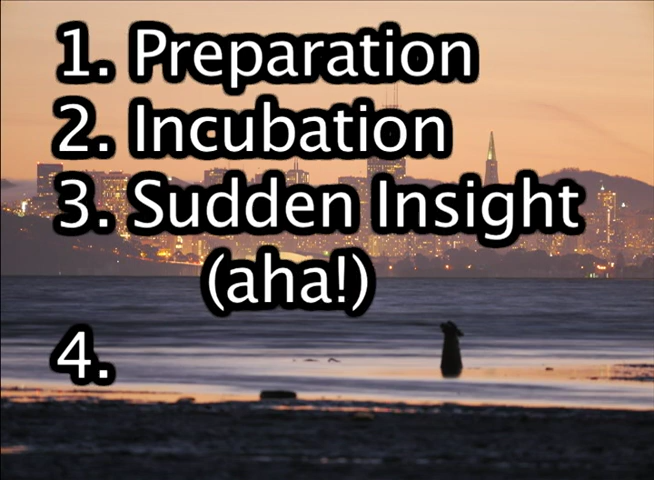 1. Preparation
2. Incubation
3. Sudden Insight
(aha!)
4.